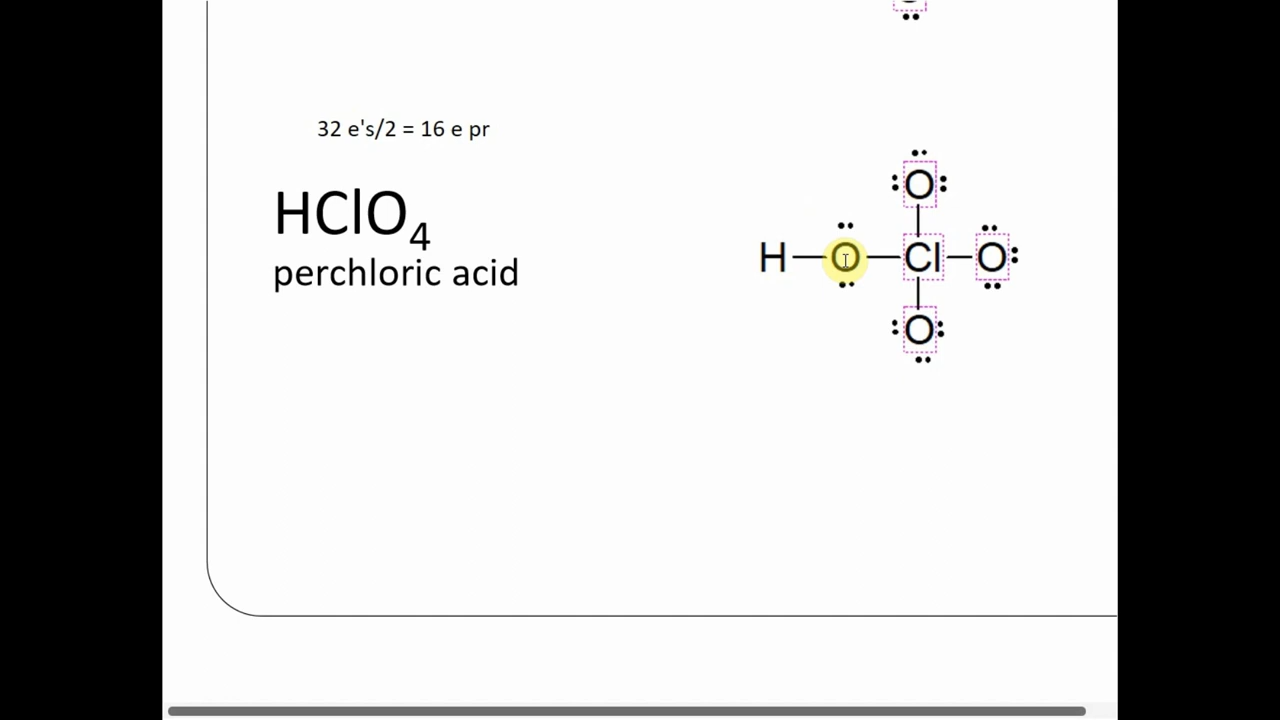 32 e's/2 = 16 e pr
HClO₄
perchloric acid
O
H—O—Cl—O
O